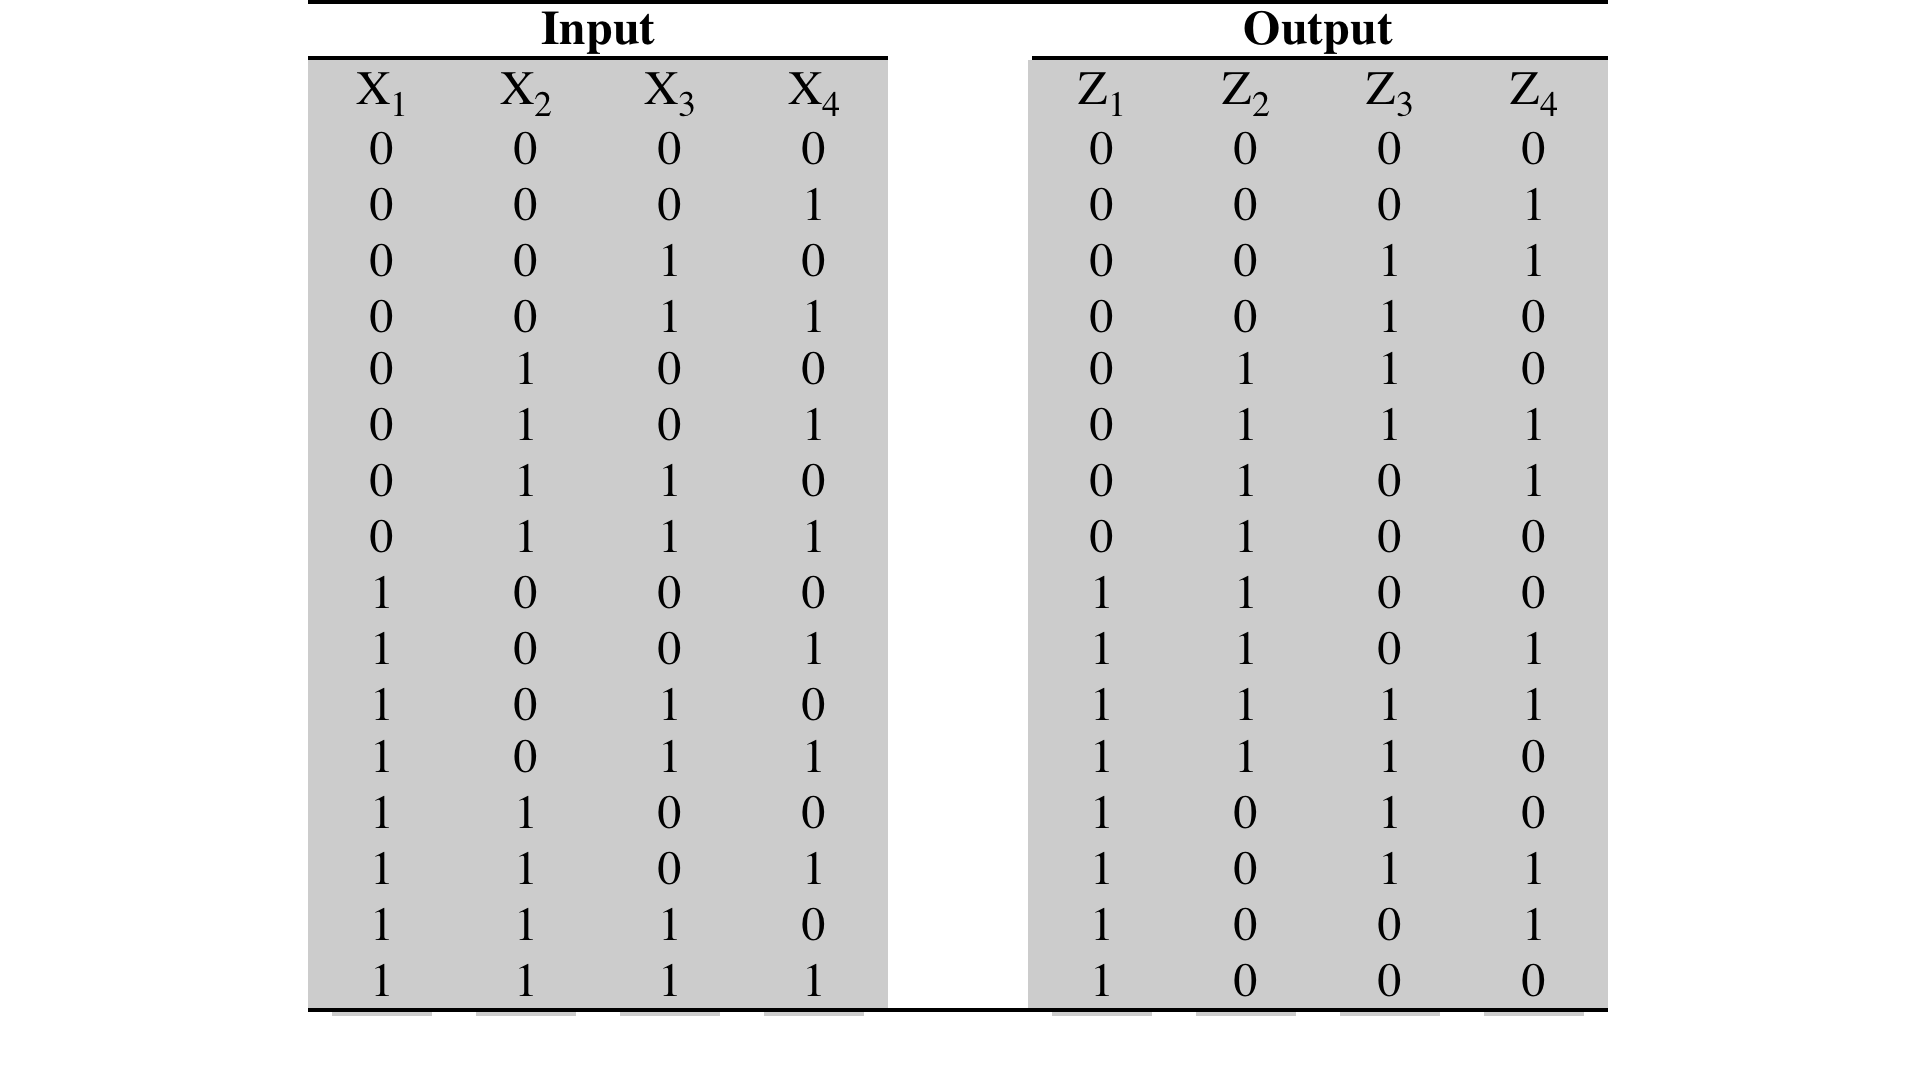 Input Output
X1 X2 X3 X4 Z1 Z2 Z3 Z4
0 0 0 0 0 0 0 0
0 0 0 1 0 0 0 1
0 0 1 0 0 0 1 1
0 0 1 1 0 0 1 0
0 1 0 0 0 1 1 0
0 1 0 1 0 1 1 1
0 1 1 0 0 1 0 1
0 1 1 1 0 1 0 0
1 0 0 0 1 1 0 0
1 0 0 1 1 1 0 1
1 0 1 0 1 1 1 1
1 0 1 1 1 1 1 0
1 1 0 0 1 0 1 0
1 1 0 1 1 0 1 1
1 1 1 0 1 0 0 1
1 1 1 1 1 0 0 0